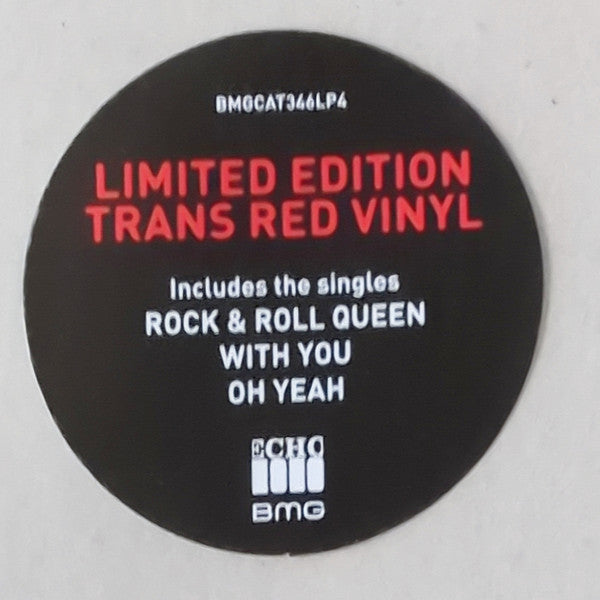 BMGCAT346LP4
LIMITED EDITION
TRANS RED VINYL
Includes the singles
ROCK & ROLL QUEEN
WITH YOU
OH YEAH
ECHO
BMG